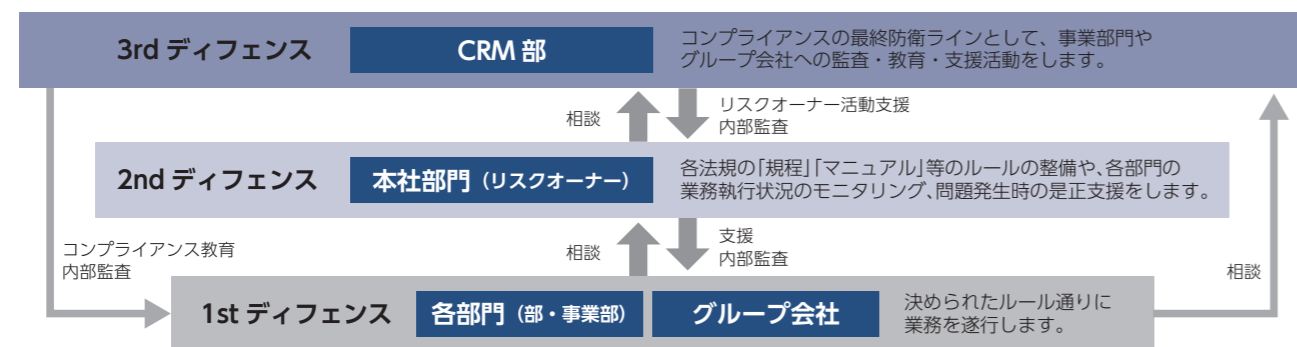 3rd ディフェンス
CRM 部
コンプライアンスの最終防衛ラインとして、事業部門や
グループ会社への監査・教育・支援活動をします。
相談
リスクオーナー活動支援
内部監査
2nd ディフェンス
本社部門（リスクオーナー）
各法規の「規程」「マニュアル」等のルールの整備や、各部門の
業務執行状況のモニタリング、問題発生時の是正支援をします。
コンプライアンス教育
内部監査
相談
支援
内部監査
相談
1st ディフェンス
各部門（部・事業部）
グループ会社
決められたルール通りに
業務を遂行します。